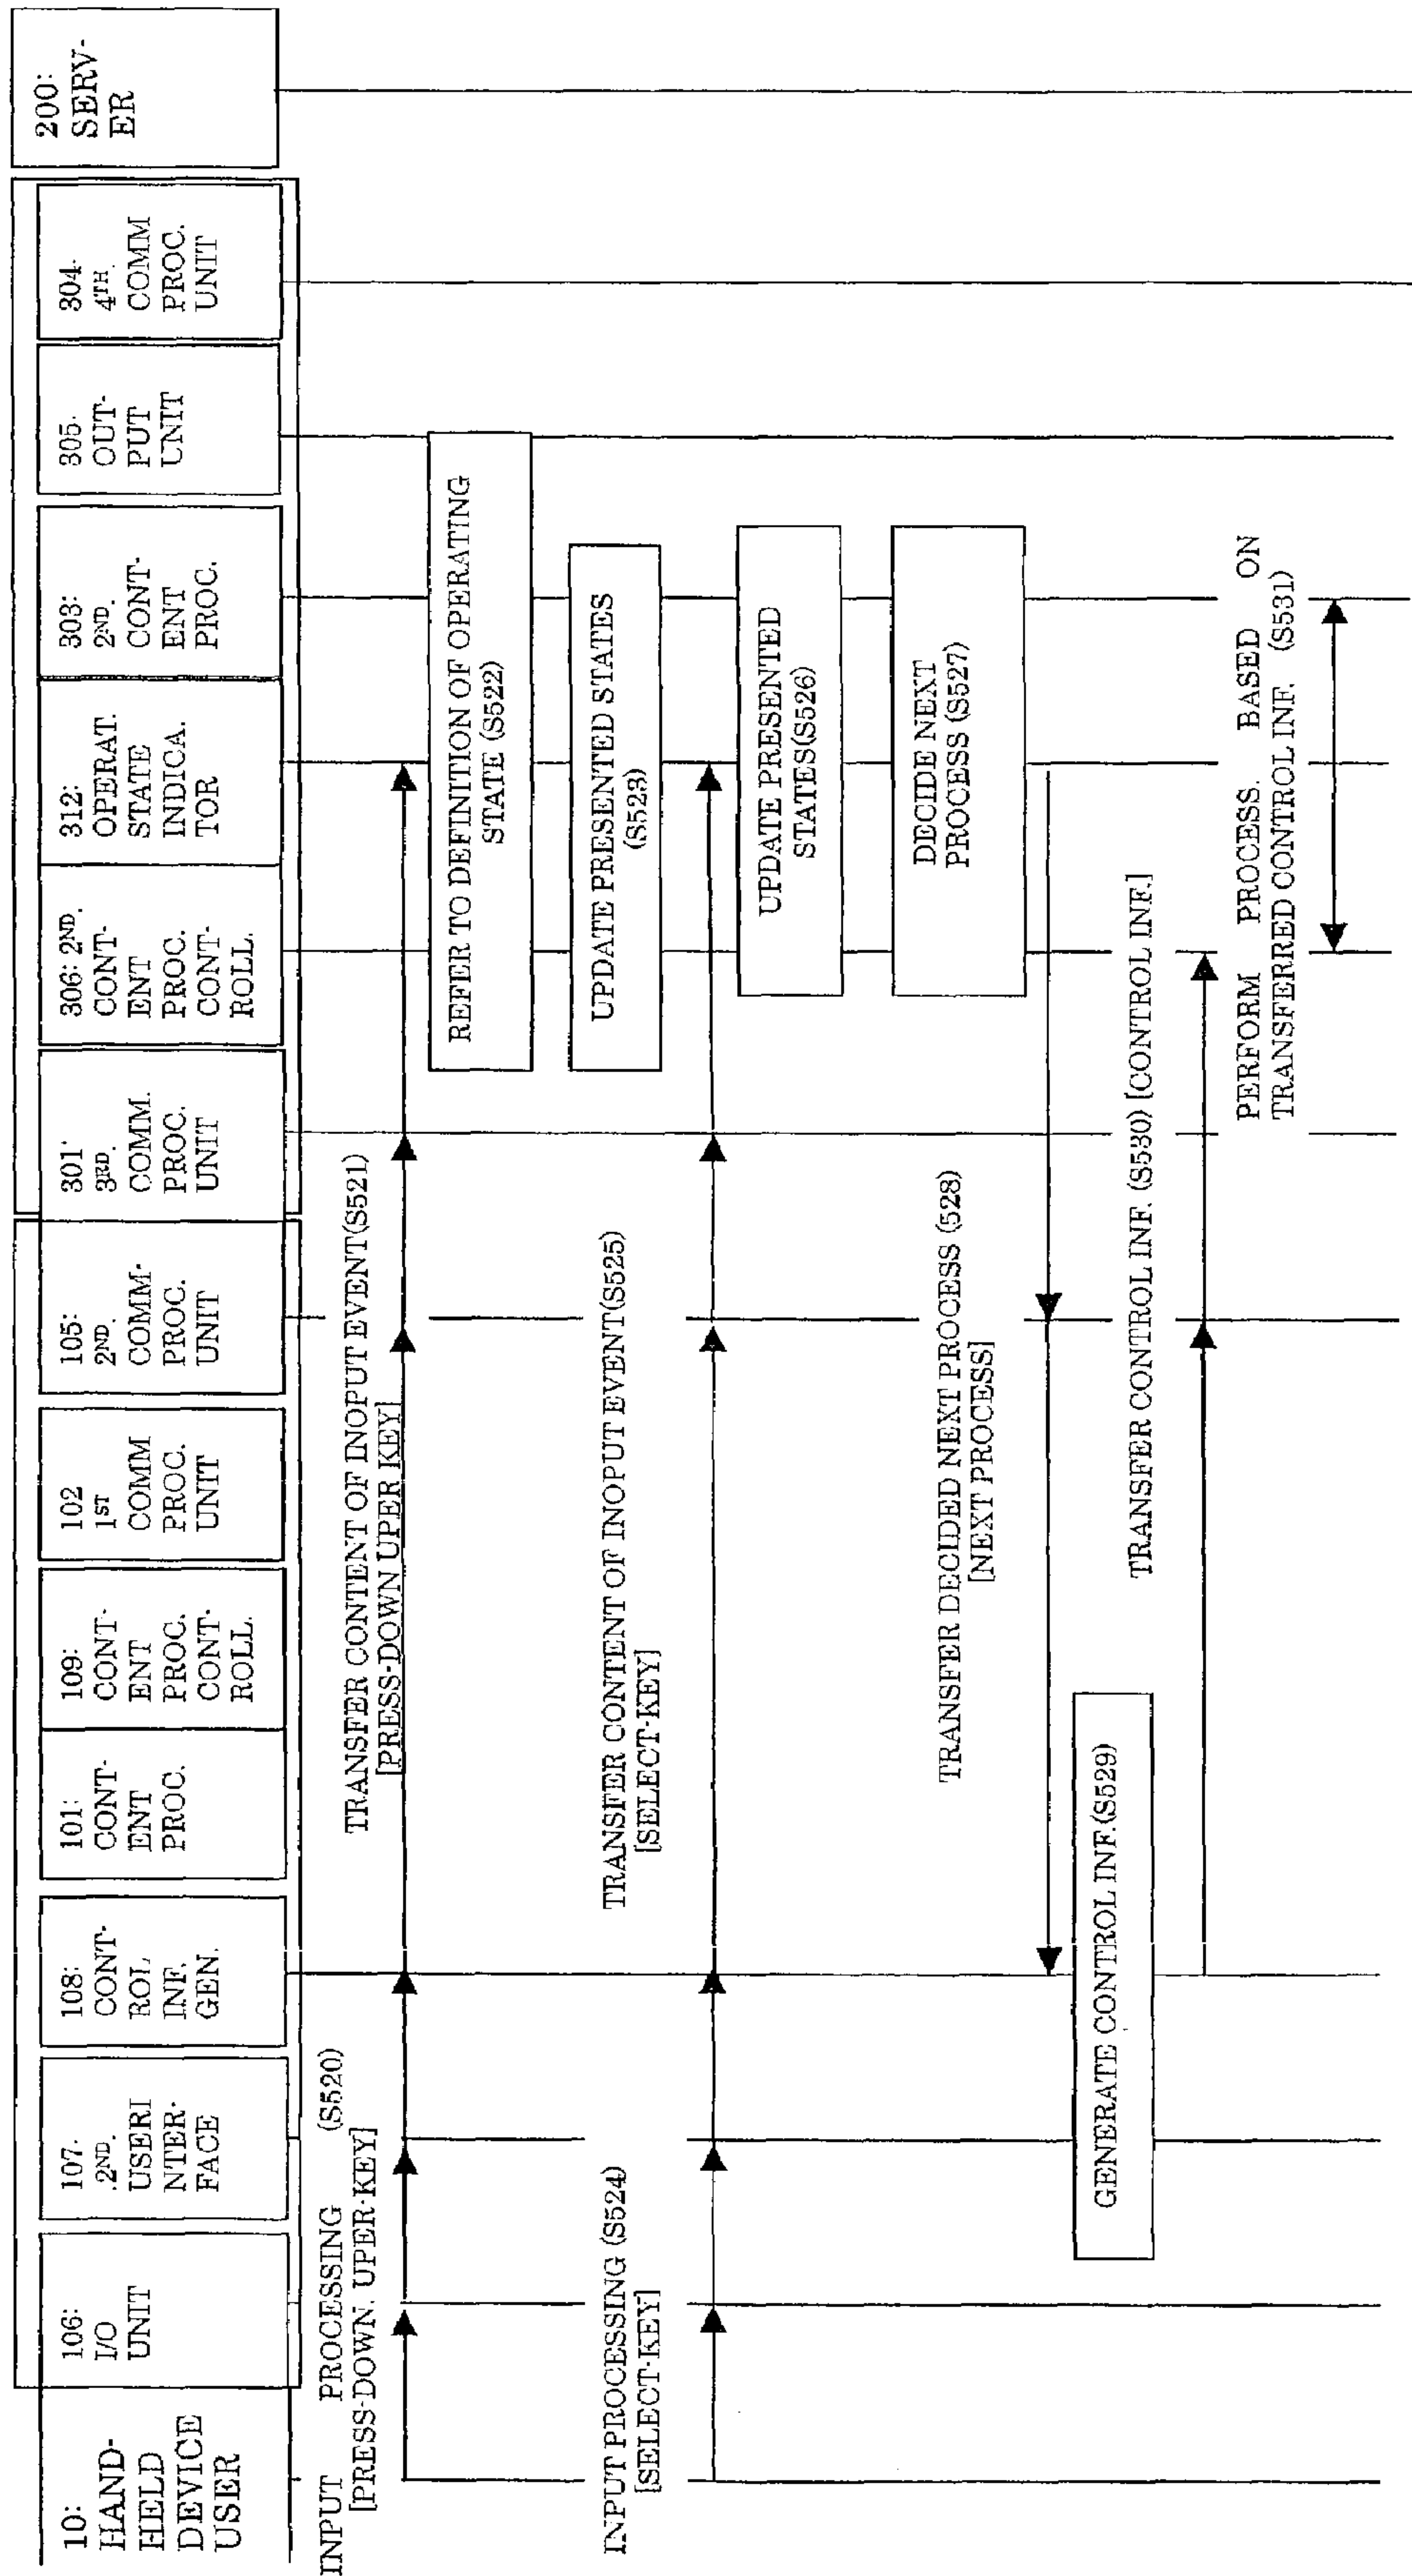 10:
HAND-
HELD
DEVICE
USER
106:
I/O
UNIT
107.
.2ND.
USERI
NTER-
FACE
108:
CONT-
ROL
INF.
GEN.
101:
CONT-
ENT
PROC.
109:
CONT-
ENT
PROC.
CONT-
ROLL.
102
1ST
COMM
PROC.
UNIT
105:
2ND.
COMM-
PROC.
UNIT
301'
3RD.
COMM.
PROC.
UNIT
306: 2ND.
CONT-
ENT
PROC.
CONT-
ROLL.
312:
OPERAT.
STATE
INDICA.
TOR
303:
2ND.
CONT-
ENT
PROC.
305.
OUT-
PUT
UNIT
304.
4TH.
COMM
PROC.
UNIT
200:
SERV-
ER
INPUT PROCESSING (S520)
[PRESS-DOWN. UPER-KEY]
TRANSFER CONTENT OF INOPUT EVENT(S521)
[PRESS-DOWN UPER KEY]
REFER TO DEFINITION OF OPERATING
STATE (S522)
UPDATE PRESENTED STATES
(S523)
INPUT PROCESSING (S524)
[SELECT-KEY]
TRANSFER CONTENT OF INOPUT EVENT(S525)
[SELECT-KEY]
UPDATE PRESENTED
STATES(S526)
DECIDE NEXT
PROCESS (S527)
TRANSFER DECIDED NEXT PROCESS (528)
[NEXT PROCESS]
GENERATE CONTROL INF.(S529)
TRANSFER CONTROL INF. (S530) [CONTROL INF.]
PERFORM PROCESS. BASED ON
TRANSFERRED CONTROL INF. (S531)